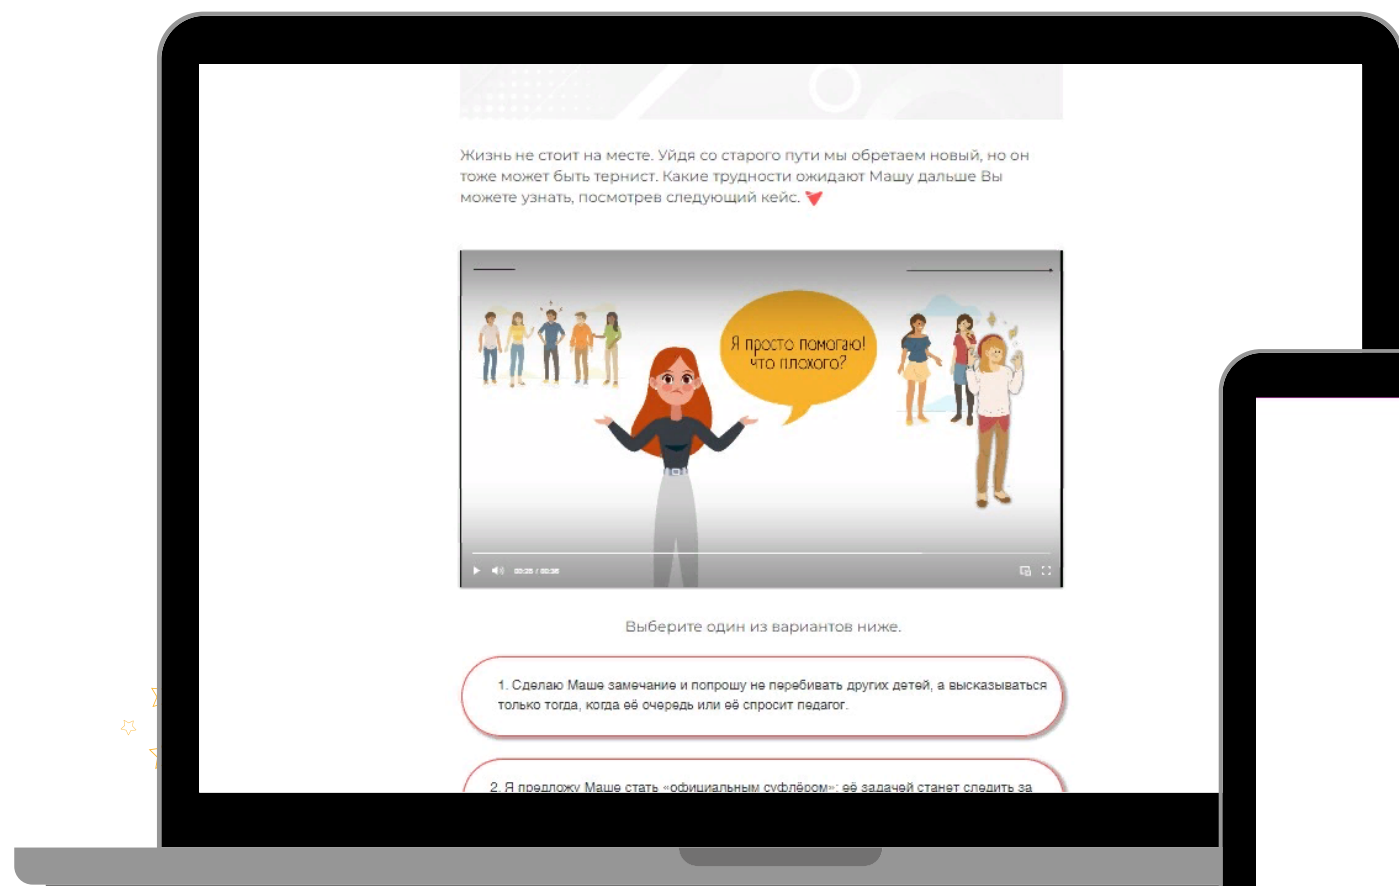 Жизнь не стоит на месте. Уйдя со старого пути мы обретаем новый, но он
тоже может быть тернист. Какие трудности ожидают Машу дальше Вы
можете узнать, посмотрев следующий кейс.
Я просто помогаю!
что плохого?
Выберите один из вариантов ниже.
1. Сделаю Маше замечание и попрошу не перебивать других детей, а высказываться
только тогда, когда её очередь или её спросит педагог.
2. Я предложу Маше стать «официальным суфлёром»: её задачей станет следить за